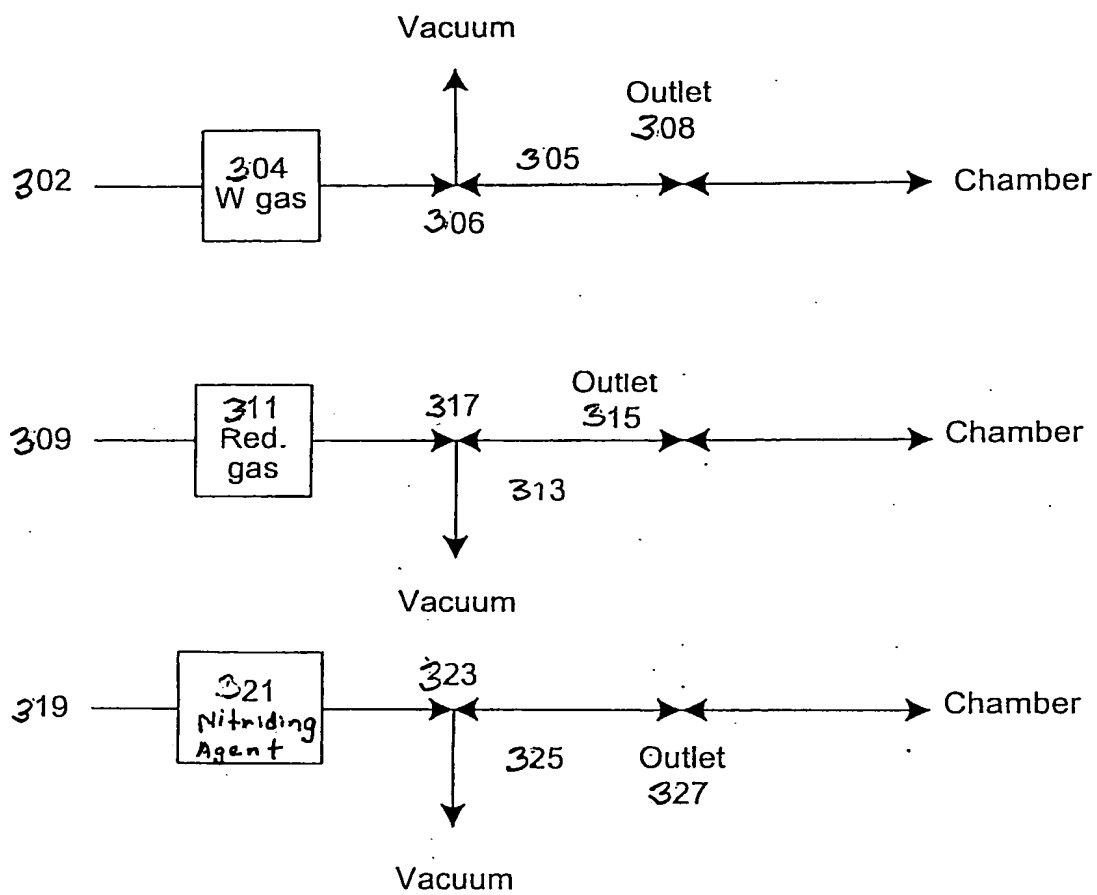 Vacuum
Outlet
308
302
304
W gas
305
306
Chamber
Outlet
315
309
311
Red.
gas
317
313
Chamber
Vacuum
319
321
Nitriding
Agent
323
325
Outlet
327
Chamber
Vacuum